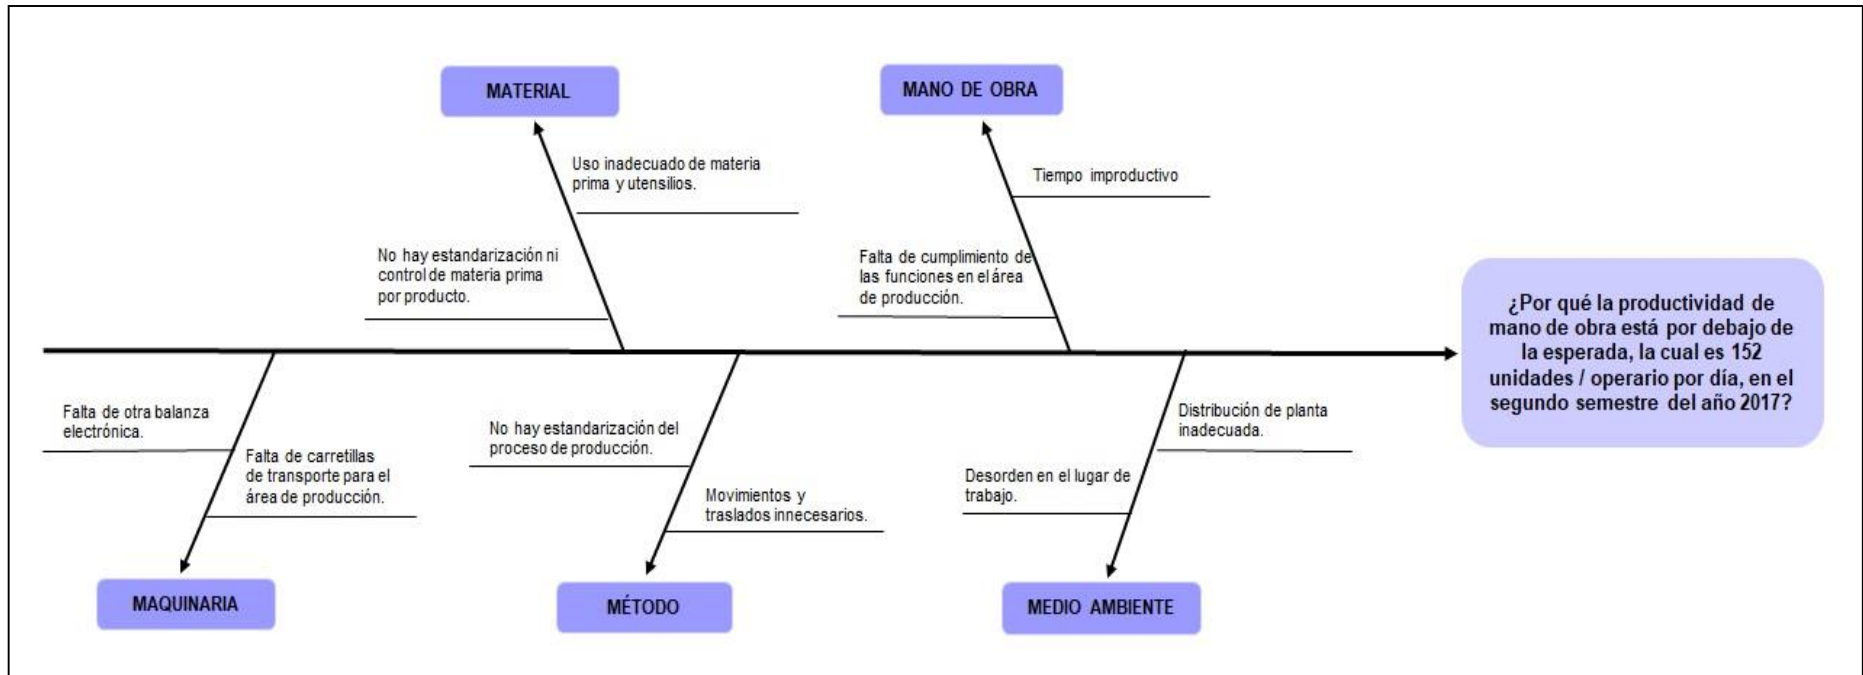 MATERIAL
MANO DE OBRA
Uso inadecuado de materia
prima y utensilios.
Tiempo improductivo
No hay estandarización ni
control de materia prima
por producto.
Falta de cumplimiento de
las funciones en el área
de producción.
¿Por qué la productividad de
mano de obra está por debajo de
la esperada, la cual es 152
unidades / operario por día, en el
segundo semestre del año 2017?
Falta de otra balanza
electrónica.
Falta de carretillas
de transporte para el
área de producción.
No hay estandarización del
proceso de producción.
Movimientos y
traslados innecesarios.
Distribución de planta
inadecuada.
Desorden en el lugar de
trabajo.
MAQUINARIA
MÉTODO
MEDIO AMBIENTE